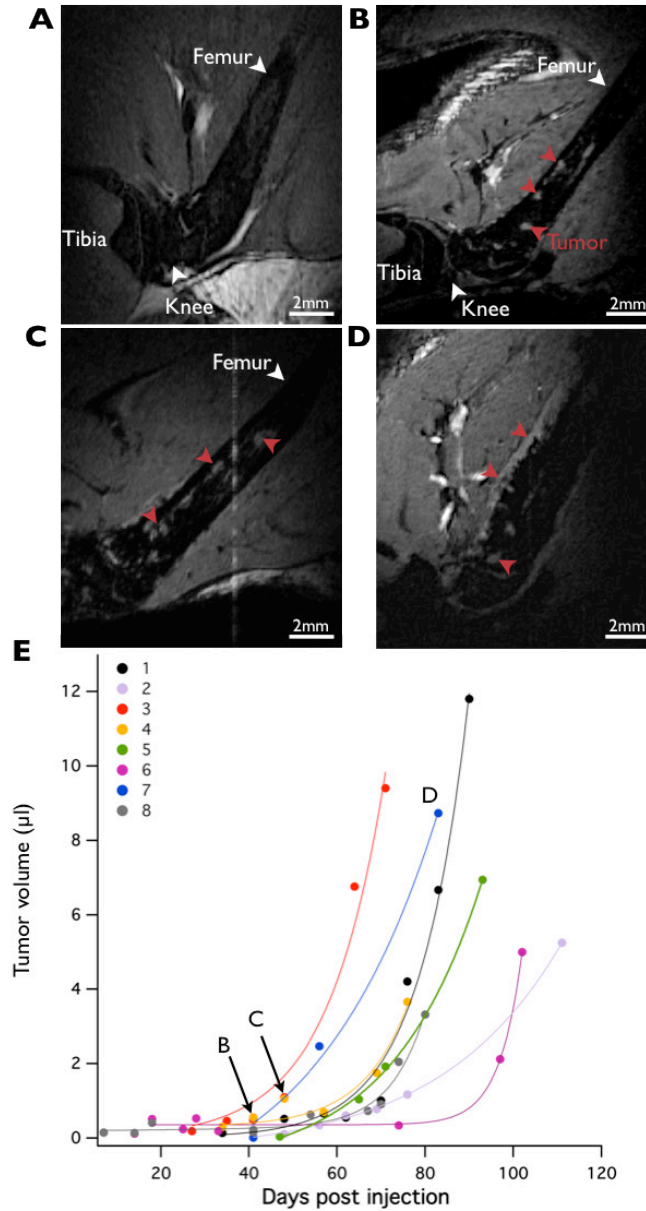 A
Femur
Tibia
Knee
2mm
B
Femur
Tumor
Tibia
Knee
2mm
C
Femur
2mm
D
2mm
E
1
2
3
4
5
6
7
8
B
C
D
Tumor volume (µl)
12
10
8
6
4
2
0
20
40
60
80
100
120
Days post injection